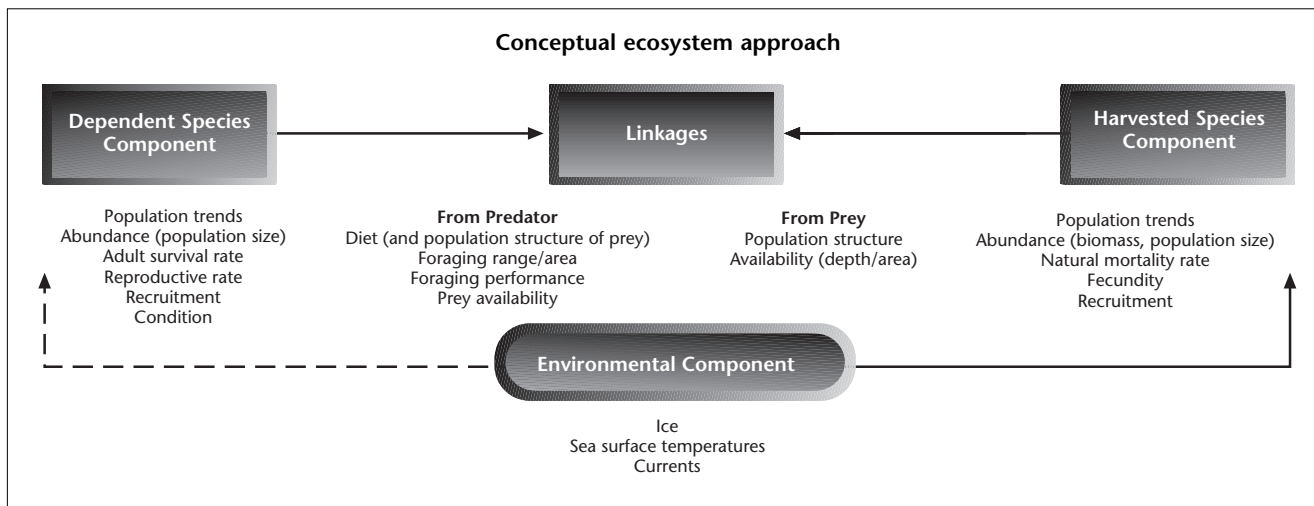 Conceptual ecosystem approach
Dependent Species
Component
Linkages
Harvested Species
Component
Population trends
Abundance (population size)
Adult survival rate
Reproductive rate
Recruitment
Condition
From Predator
Diet (and population structure of prey)
Foraging range/area
Foraging performance
Prey availability
From Prey
Population structure
Availability (depth/area)
Population trends
Abundance (biomass, population size)
Natural mortality rate
Fecundity
Recruitment
Environmental Component
Ice
Sea surface temperatures
Currents